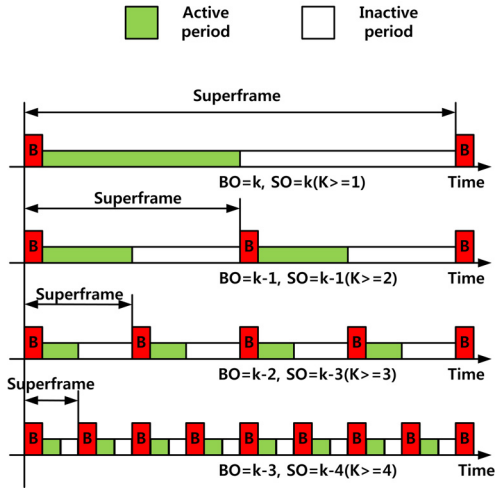 Active period
Inactive period
Superframe
B B
BO=k, SO=k(K>=1) Time
Superframe
B B B
BO=k-1, SO=k-1(K>=2) Time
Superframe
B B B B B
BO=k-2, SO=k-3(K>=3) Time
Superframe
B B B B B B B B B
BO=k-3, SO=k-4(K>=4) Time